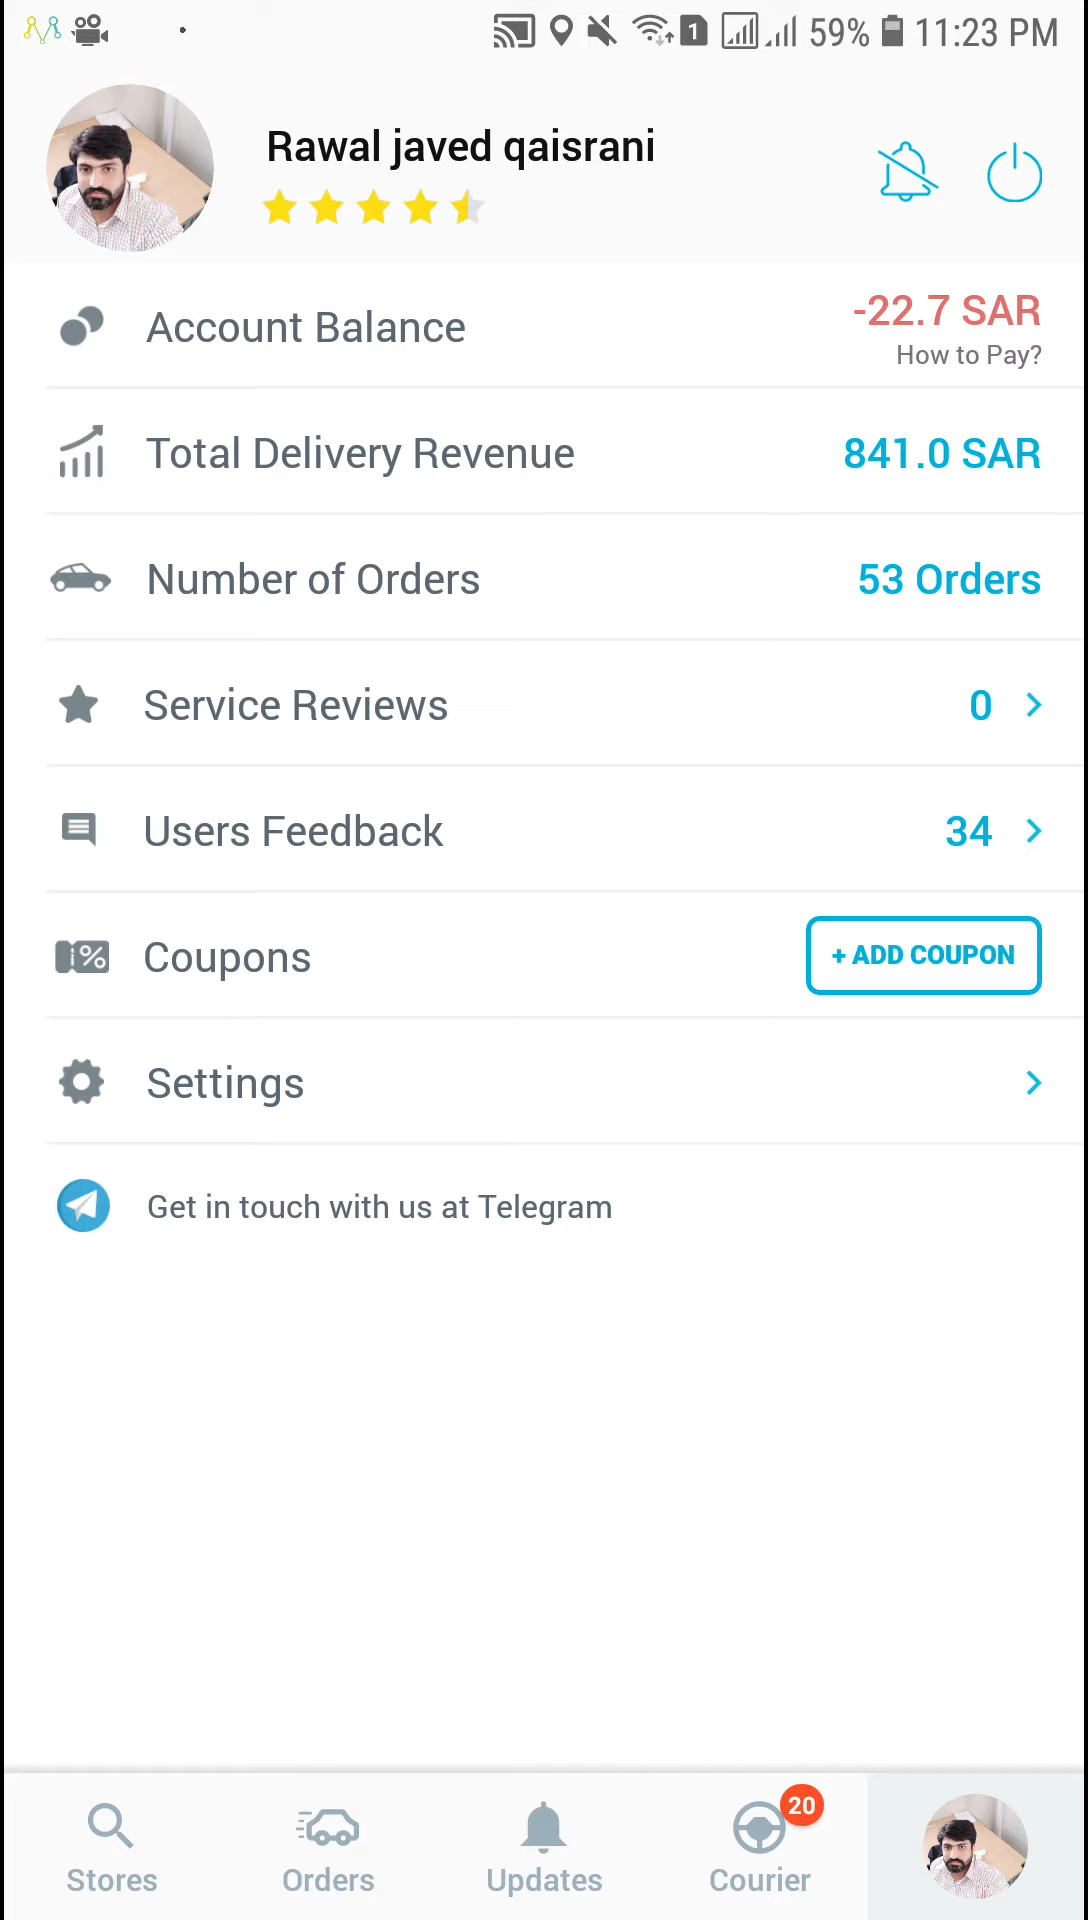 1 59% 11:23 PM
Rawal javed qaisrani
Account Balance -22.7 SAR
How to Pay?
Total Delivery Revenue 841.0 SAR
Number of Orders 53 Orders
Service Reviews 0
Users Feedback 34
Coupons + ADD COUPON
Settings
Get in touch with us at Telegram
20
Stores Orders Updates Courier